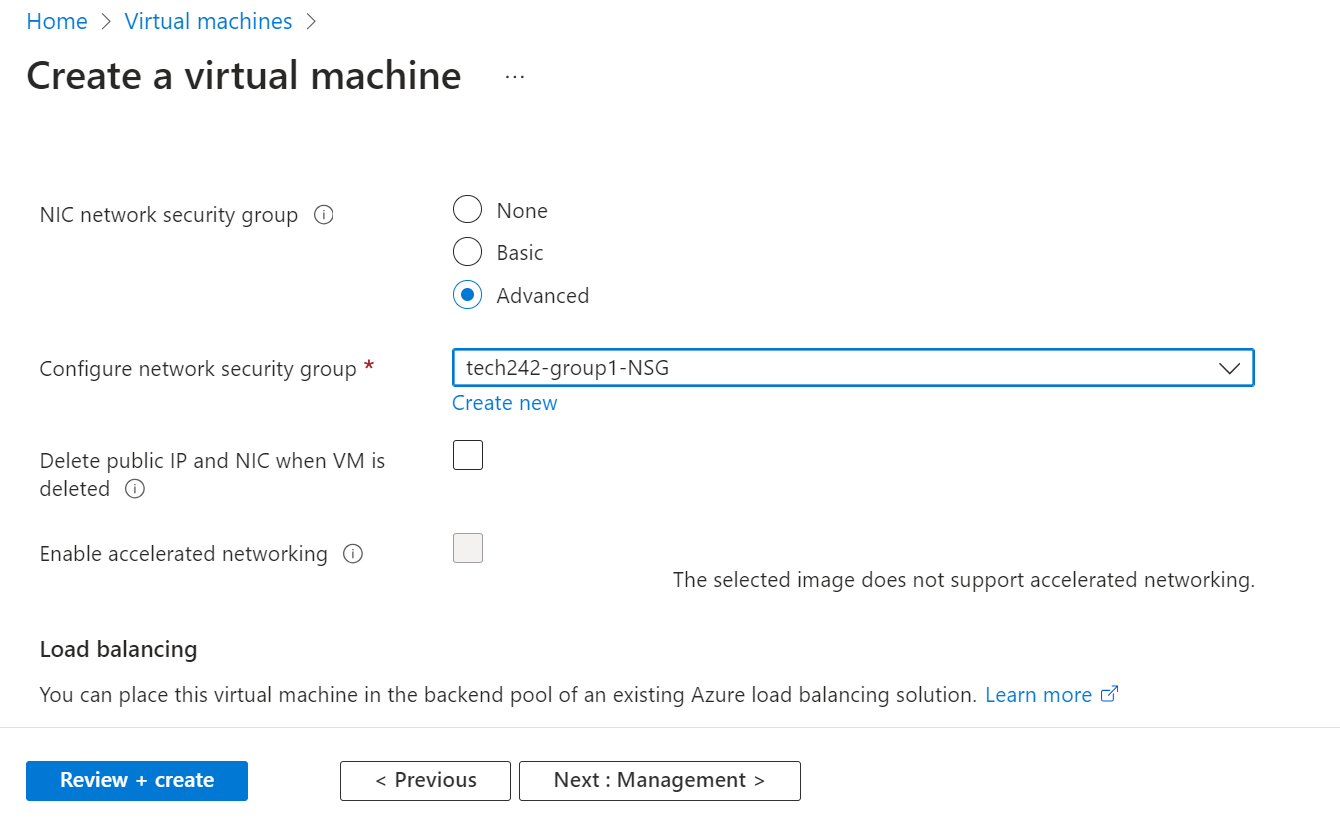 Home > Virtual machines >
Create a virtual machine ...
NIC network security group
None
Basic
Advanced
Configure network security group *
tech242-group1-NSG
Create new
Delete public IP and NIC when VM is
deleted
Enable accelerated networking
The selected image does not support accelerated networking.
Load balancing
You can place this virtual machine in the backend pool of an existing Azure load balancing solution. Learn more
Review + create
< Previous
Next : Management >